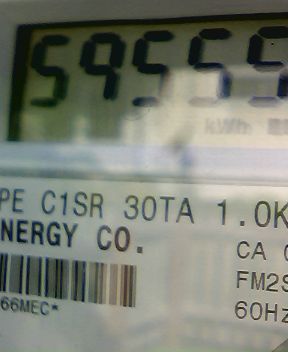 59555
kWh
PE C1SR 30TA 1.0K
NERGY CO.
CA
FM2S
60Hz
66MEC*